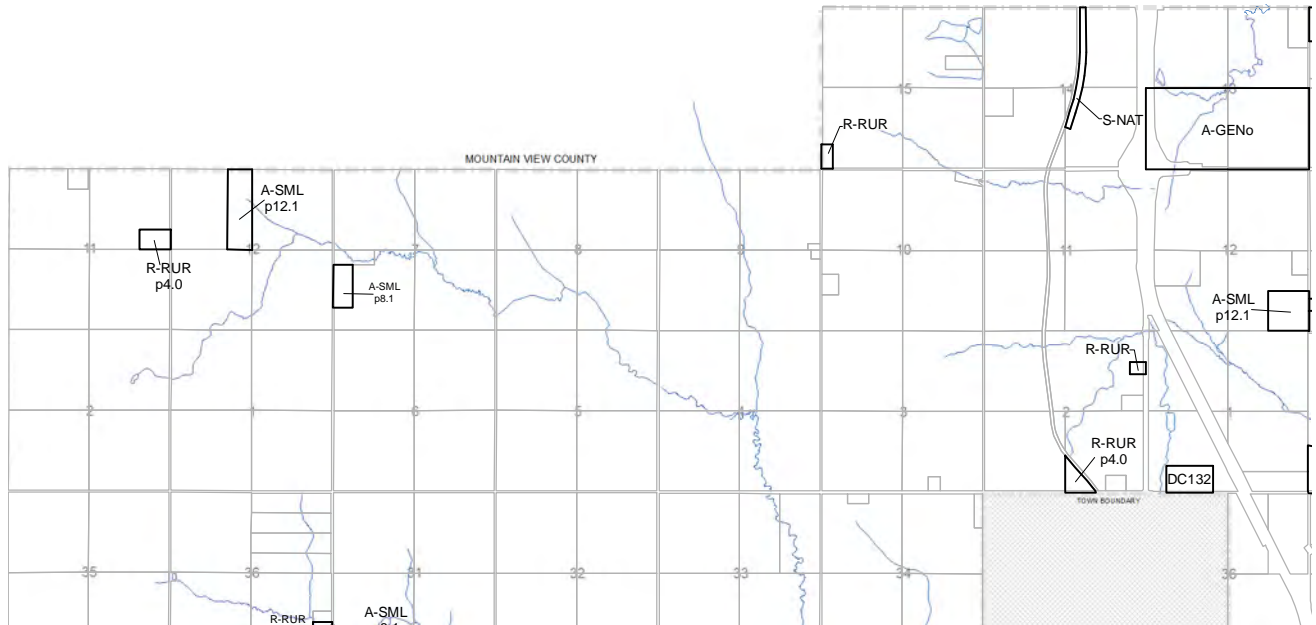 15
14
13
S-NAT
A-GENo
R-RUR
MOUNTAIN VIEW COUNTY
A-SML
p12.1
11
12
8
9
10
11
12
R-RUR
p4.0
A-SML
p8.1
A-SML
p12.1
R-RUR
2
1
6
5
4
3
2
1
R-RUR
p4.0
DC132
TOWN BOUNDARY
35
36
31
32
33
34
36
R-RUR
A-SML